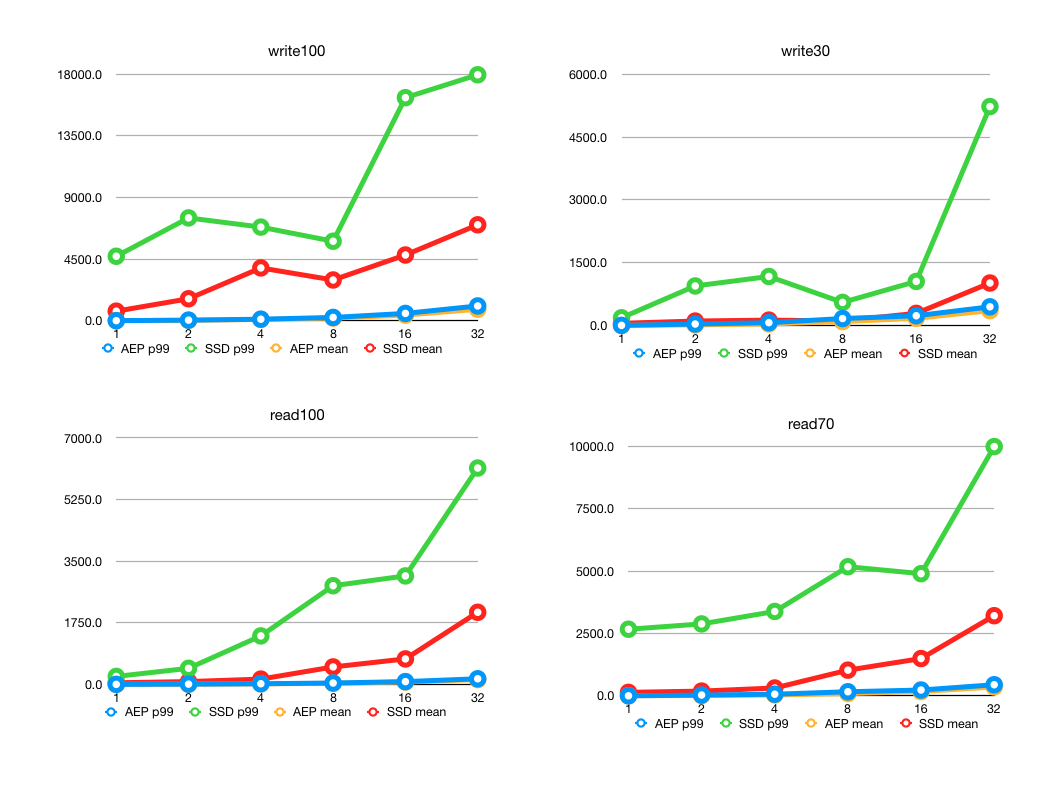 write100
18000.0
13500.0
9000.0
4500.0
0.0
1 2 4 8 16 32
AEP p99 SSD p99 AEP mean SSD mean
write30
6000.0
4500.0
3000.0
1500.0
0.0
1 2 4 8 16 32
AEP p99 SSD p99 AEP mean SSD mean
read100
7000.0
5250.0
3500.0
1750.0
0.0
1 2 4 8 16 32
AEP p99 SSD p99 AEP mean SSD mean
read70
10000.0
7500.0
5000.0
2500.0
0.0
1 2 4 8 16 32
AEP p99 SSD p99 AEP mean SSD mean